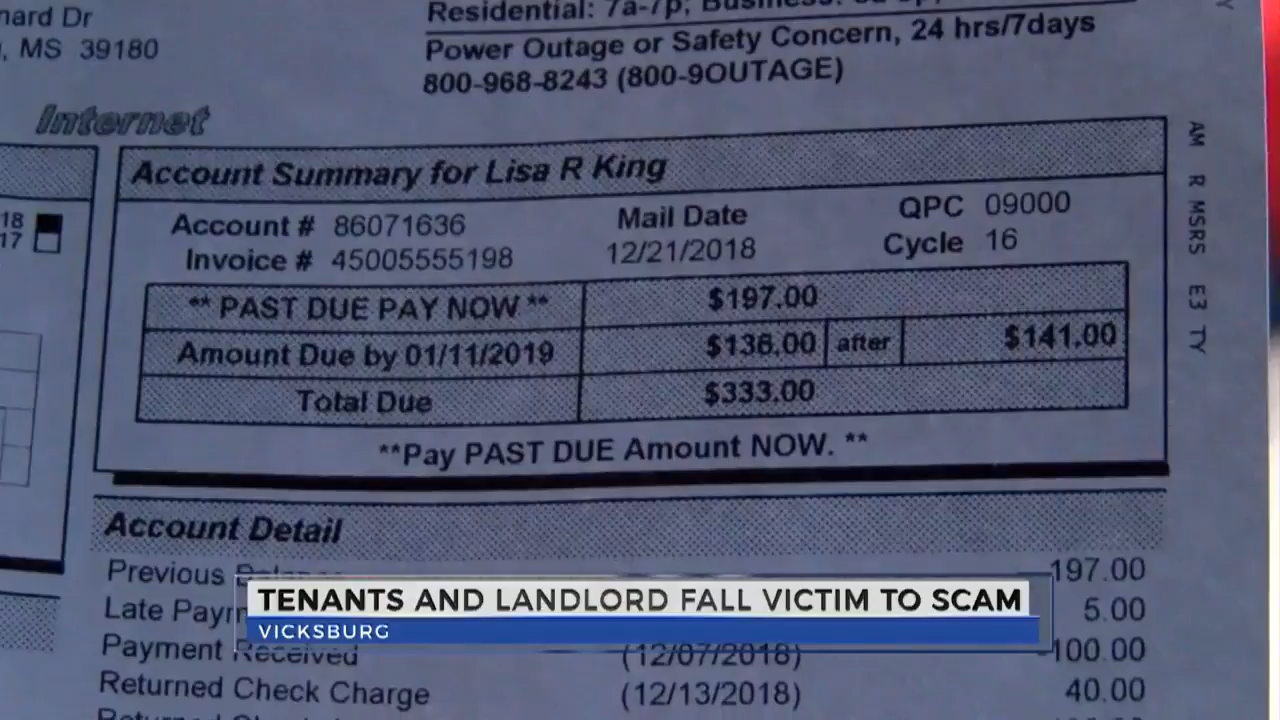 nard Dr
, MS 39180
Residential: 7a-7p;
Power Outage or Safety Concern, 24 hrs/7days
800-968-8243 (800-9OUTAGE)
Internet
18
17
Account Summary for Lisa R King
Account # 86071636 Mail Date QPC 09000
Invoice # 45005555198 12/21/2018 Cycle 16
** PAST DUE PAY NOW ** $197.00
Amount Due by 01/11/2019 $136.00 after $141.00
Total Due $333.00
**Pay PAST DUE Amount NOW. **
AM R MSRS E3 TY
Account Detail
Previous 197.00
Late 5.00
Payment Received (12/07/2018) -100.00
Returned Check Charge (12/13/2018) 40.00
TENANTS AND LANDLORD FALL VICTIM TO SCAM
VICKSBURG